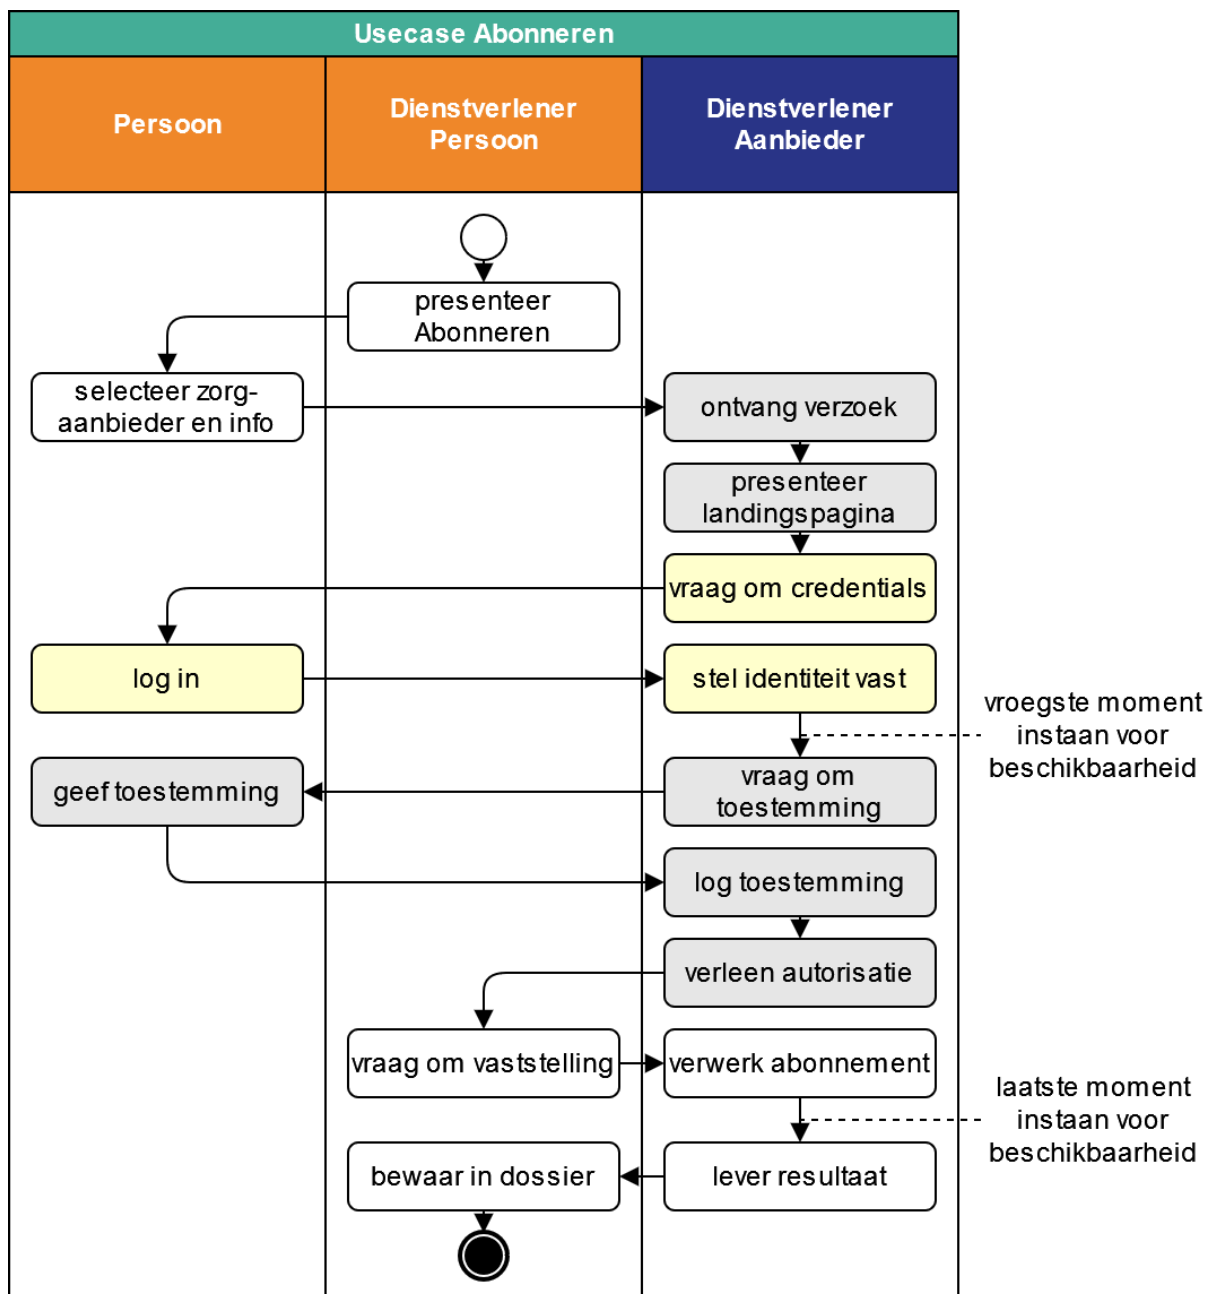 Usecase Abonneren
Persoon
Dienstverlener
Persoon
Dienstverlener
Aanbieder
presenteer
Abonneren
selecteer zorg-
aanbieder en info
ontvang verzoek
presenteer
landingspagina
vraag om credentials
log in
stel identiteit vast
vroegste moment
instaan voor
beschikbaarheid
geef toestemming
vraag om
toestemming
log toestemming
verleen autorisatie
vraag om vaststelling
verwerk abonnement
laatste moment
instaan voor
beschikbaarheid
bewaar in dossier
lever resultaat